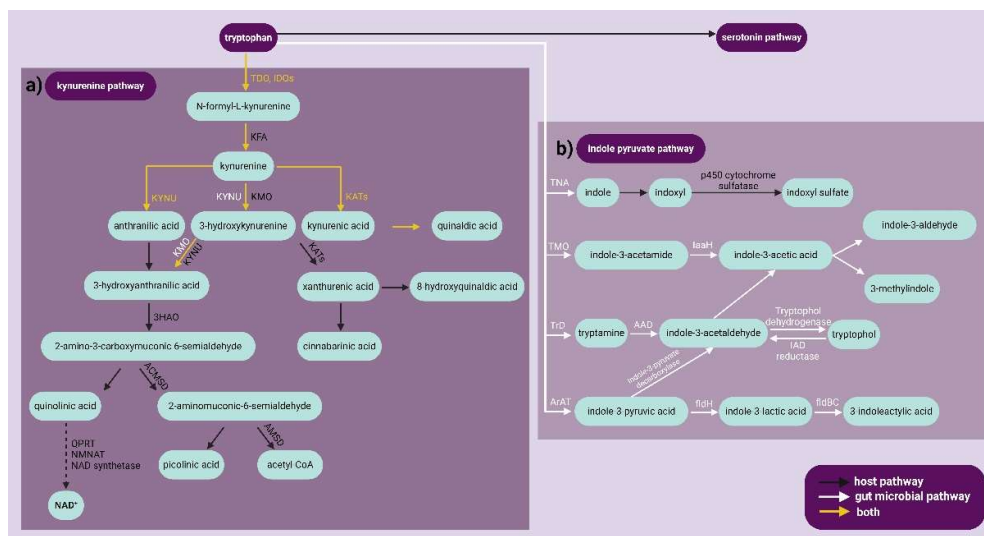 tryptophan
serotonin pathway
a)
kynurenine pathway
TDO, IDOs
N-formyl-L-kynurenine
KFA
kynurenine
KYNU
KYNU
KMO
KATs
anthranilic acid
3-hydroxykynurenine
kynurenic acid
quinaldic acid
KMO
KYNU
KATs
3-hydroxyanthranilic acid
xanthurenic acid
8-hydroxyquinaldic acid
3HAO
2-amino-3-carboxymuconic 6-semialdehyde
cinnabarinic acid
ACMSD
quinolinic acid
2-aminomuconic-6-semialdehyde
QPRT
NMNAT
NAD synthetase
AMSD
picolinic acid
acetyl CoA
NAD⁺
b)
Indole pyruvate pathway
TNA
indole
indoxyl
p450 cytochrome
sulfatase
indoxyl sulfate
TMO
indole-3-acetamide
IaaH
indole-3-acetic acid
indole-3-aldehyde
3-methylindole
TrD
tryptamine
AAD
indole-3-acetaldehyde
Tryptophol
dehydrogenase
IAD
reductase
tryptophol
Indole-3-pyruvate
decarboxylase
ArAT
indole 3 pyruvic acid
fldH
indole 3 lactic acid
fldBC
3 indoleactylic acid
host pathway
gut microbial pathway
both